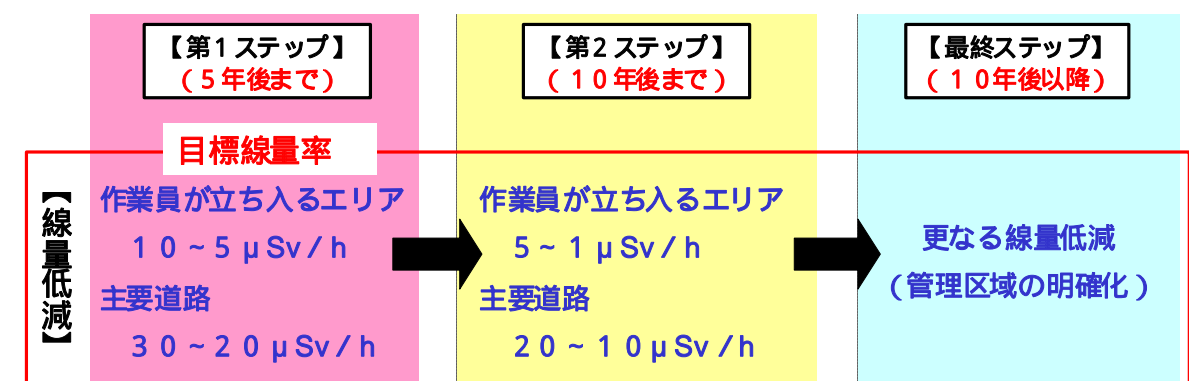 【第1ステップ】
(5年後まで)
【第2ステップ】
(10年後まで)
【最終ステップ】
(10年後以降)
目標線量率
【線量低減】
作業員が立ち入るエリア
10~5μSv/h
主要道路
30~20μSv/h
作業員が立ち入るエリア
5~1μSv/h
主要道路
20~10μSv/h
更なる線量低減
(管理区域の明確化)